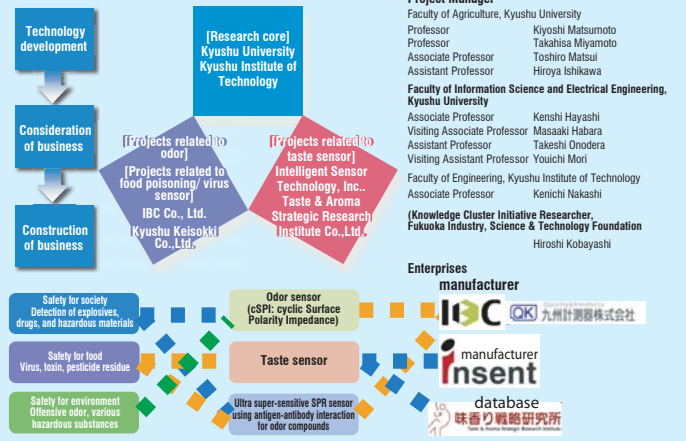 Technology
development
Consideration
of business
Construction
of business
[Research core]
Kyushu University
Kyushu Institute of
Technology
[Projects related to
odor]
[Projects related to
food poisoning/ virus
sensor]
IBC Co., Ltd.
Kyushu Keisokki
Co.,Ltd.
[Projects related to
taste sensor]
Intelligent Sensor
Technology, Inc..
Taste & Aroma
Strategic Research
Institute Co.,Ltd.
Project Manager
Faculty of Agriculture, Kyushu University
Professor Kiyoshi Matsumoto
Professor Takahisa Miyamoto
Associate Professor Toshiro Matsui
Assistant Professor Hiroya Ishikawa
Faculty of Information Science and Electrical Engineering,
Kyushu University
Associate Professor Kenshi Hayashi
Visiting Associate Professor Masaaki Habara
Assistant Professor Takeshi Onodera
Visiting Assistant Professor Youichi Mori
Faculty of Engineering, Kyushu Institute of Technology
Associate Professor Kenichi Nakashi
(Knowledge Cluster Initiative Researcher,
Fukuoka Industry, Science & Technology Foundation
Hiroshi Kobayashi
Enterprises
manufacturer
IBC QK 九州計測器株式会社
manufacturer
insent
database
味香り戦略研究所
Taste & Aroma Strategic Research Institute
Safety for society
Detection of explosives,
drugs, and hazardous materials
Safety for food
Virus, toxin, pesticide residue
Safety for environment
Offensive odor, various
hazardous substances
Odor sensor
(cSPI: cyclic Surface
Polarity Impedance)
Taste sensor
Ultra super-sensitive SPR sensor
using antigen-antibody interaction
for odor compounds